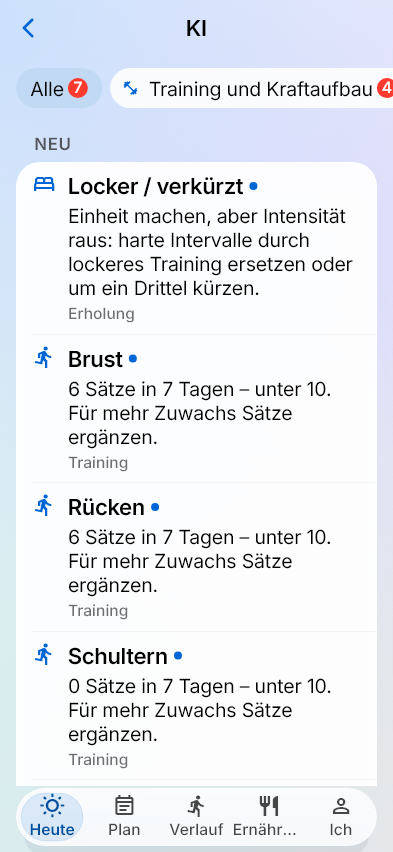 KI
Alle 7
Training und Kraftaufbau 4
NEU
Locker / verkürzt
Einheit machen, aber Intensität
raus: harte Intervalle durch
lockeres Training ersetzen oder
um ein Drittel kürzen.
Erholung
Brust
6 Sätze in 7 Tagen – unter 10.
Für mehr Zuwachs Sätze
ergänzen.
Training
Rücken
6 Sätze in 7 Tagen – unter 10.
Für mehr Zuwachs Sätze
ergänzen.
Training
Schultern
0 Sätze in 7 Tagen – unter 10.
Für mehr Zuwachs Sätze
ergänzen.
Training
Heute Plan Verlauf Ernähr... Ich